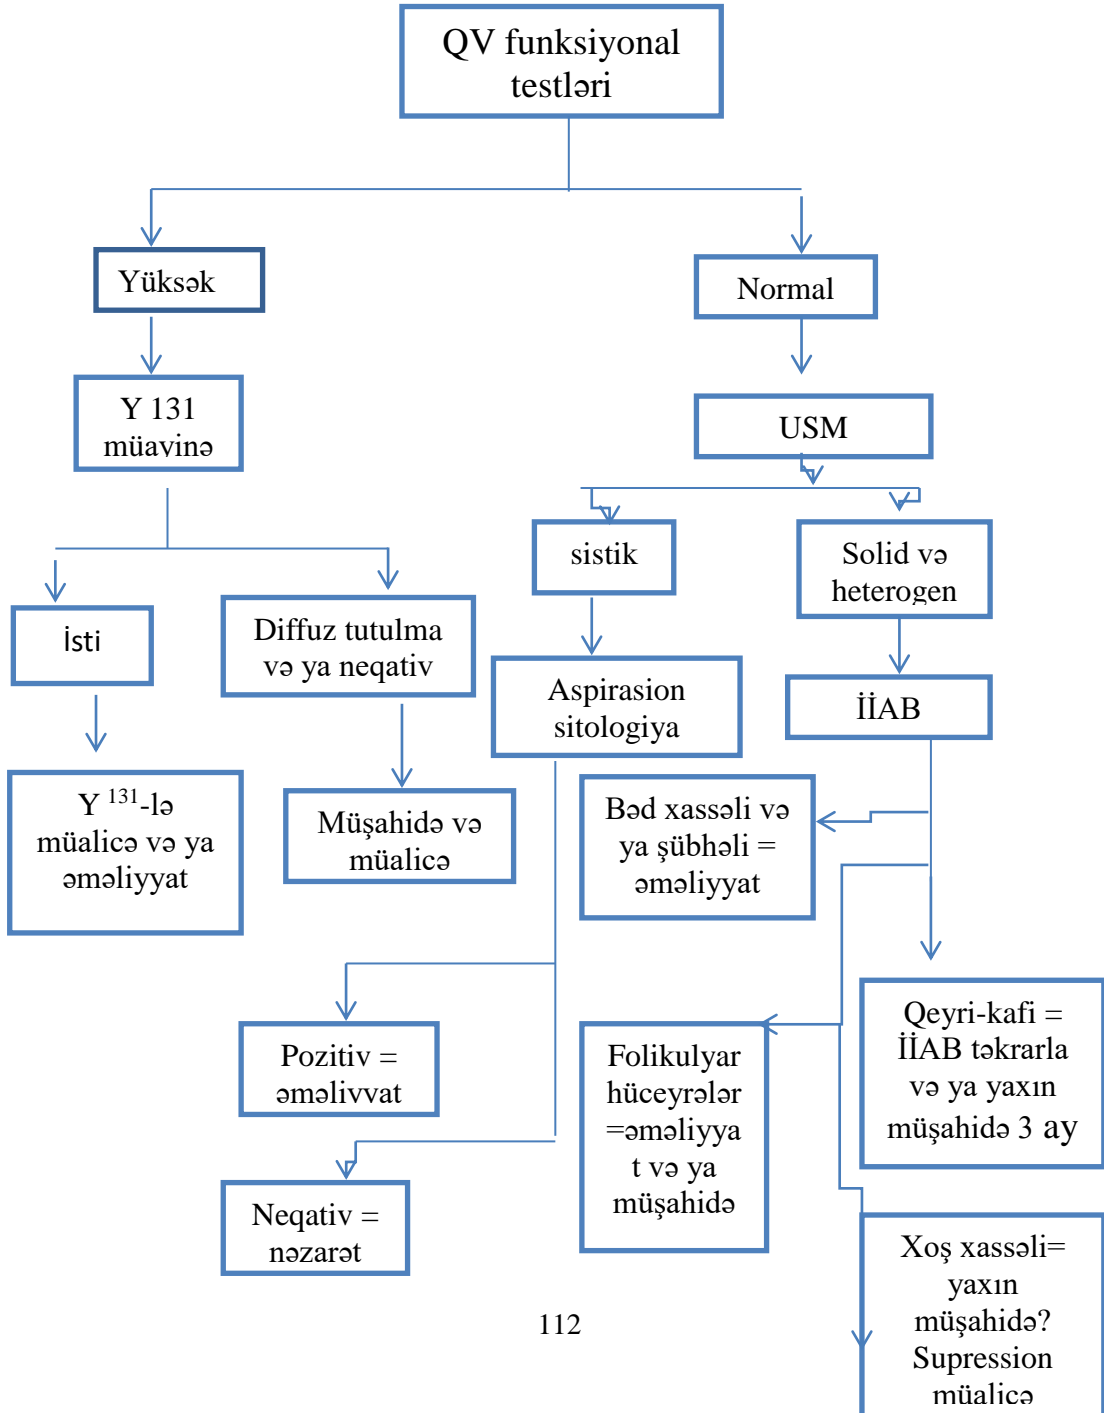 QV funksiyonal
testləri
Yüksək
Normal
Y 131
müavinə
USM
sistik
Solid və
heterogen
İsti
Diffuz tutulma
və ya neqativ
Aspirasion
sitologiya
İİAB
Y ¹³¹-lə
müalicə və ya
əməliyyat
Müşahidə və
müalicə
Bəd xassəli və
ya şübhəli =
əməliyyat
Pozitiv =
əməliyyat
Folikulyar
hüceyrələr
=əməliyya
t və ya
müşahidə
Qeyri-kafi =
İİAB təkrarla
və ya yaxın
müşahidə 3 ay
Neqativ =
nəzarət
Xoş xassəli=
yaxın
müşahidə?
Supression
müalicə
112